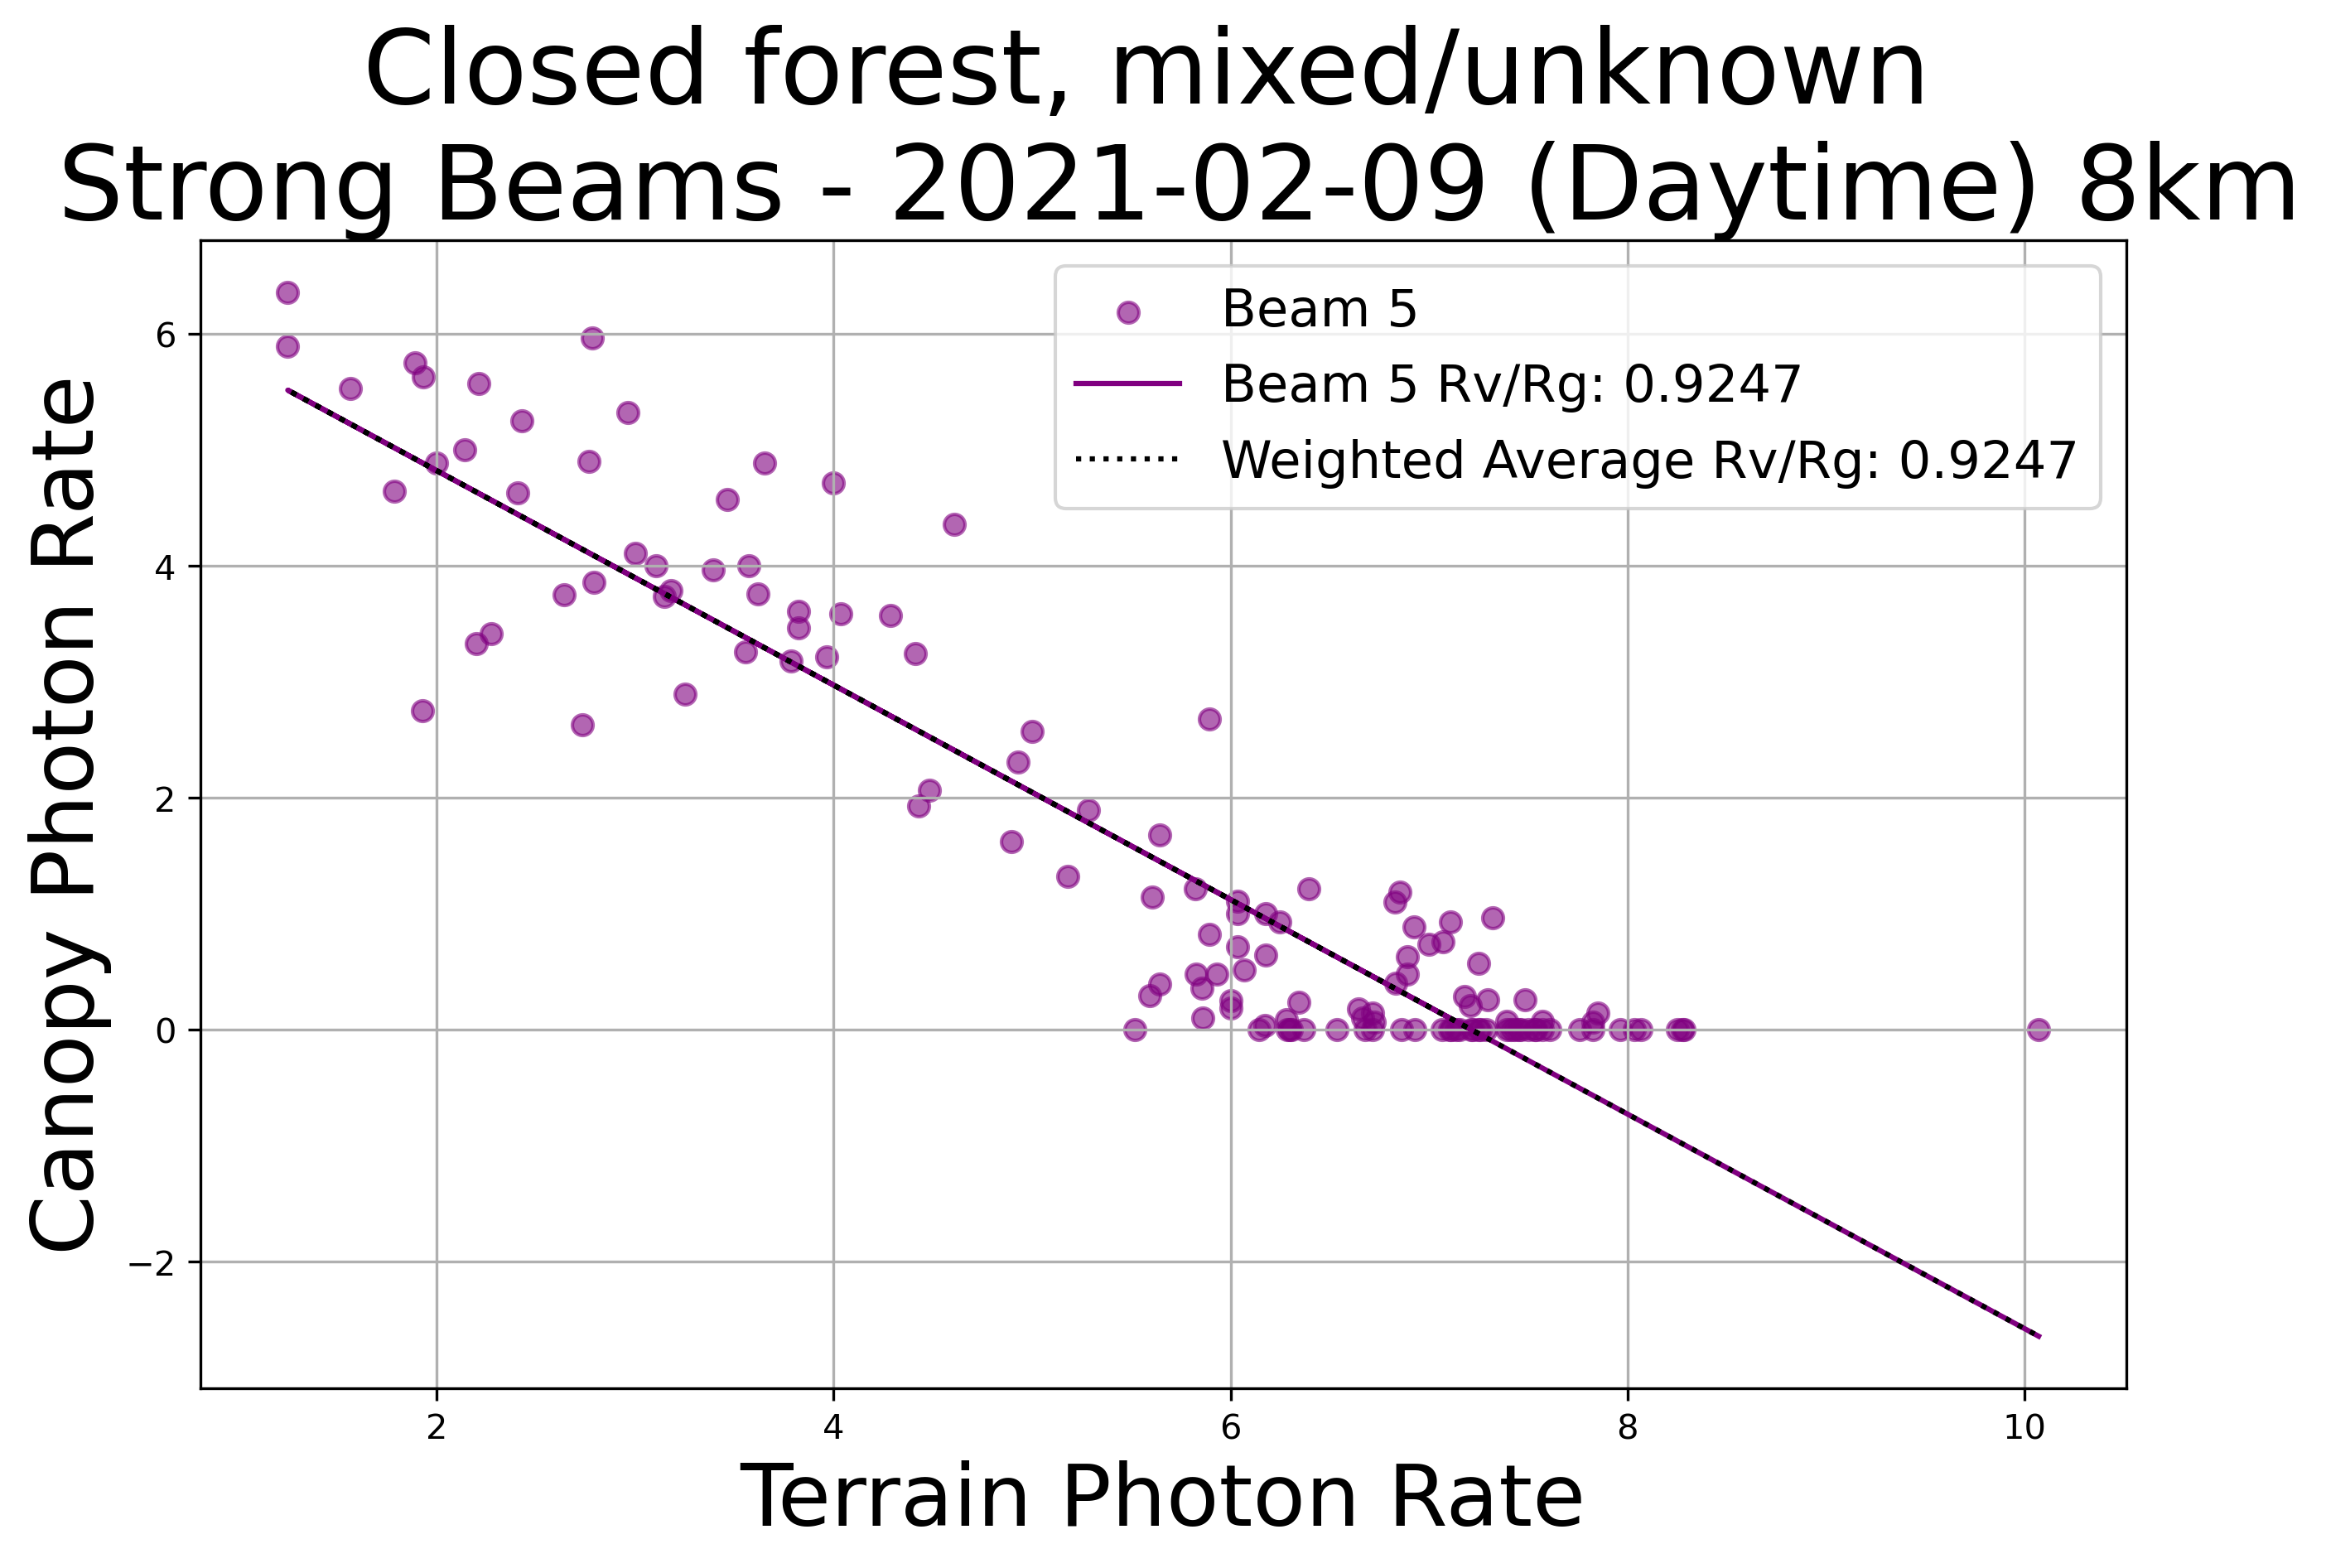 Closed forest, mixed/unknown
Strong Beams - 2021-02-09 (Daytime) 8km
Beam 5
Beam 5 Rv/Rg: 0.9247
Weighted Average Rv/Rg: 0.9247
Canopy Photon Rate
6
4
2
0
−2
2
4
6
8
10
Terrain Photon Rate